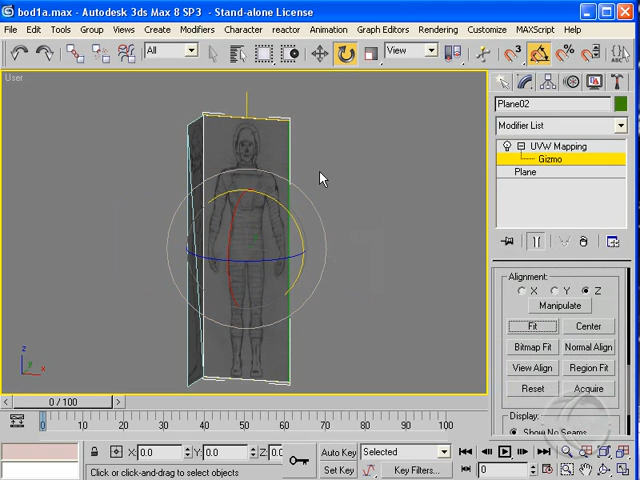 bod1a.max - Autodesk 3ds Max 8 SP3 - Stand-alone License
File Edit Tools Group Views Create Modifiers Character reactor Animation Graph Editors Rendering Customize MAXScript Help
All View 3
User
Plane02
Modifier List
UVW Mapping
Gizmo
Plane
Alignment:
X Y Z
Manipulate
Fit Center
Bitmap Fit Normal Align
View Align Region Fit
Reset Acquire
Display:
Show No Seams
z
y
x
0 / 100
0 10 20 30 40 50 60 70 80 90 100
X: 0.0 Y: 0.0 Z: 0.0 Auto Key Selected
Click or click-and-drag to select objects Set Key Key Filters... 0